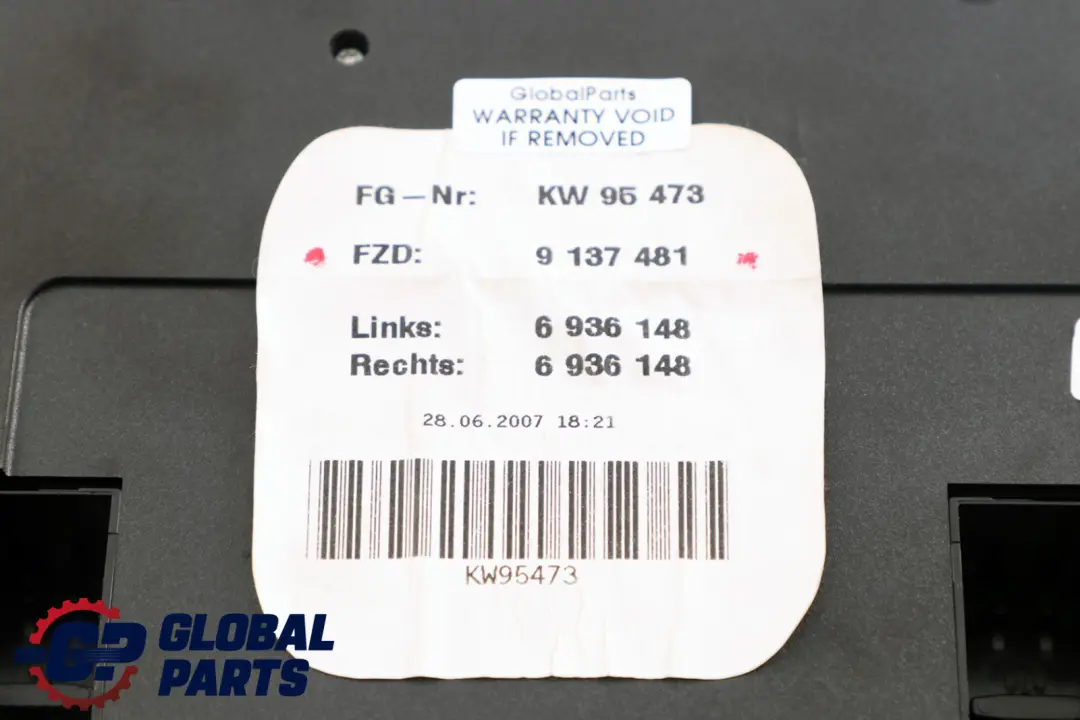 GlobalParts
WARRANTY VOID
IF REMOVED
FG-Nr: KW 95 473
FZD: 9 137 481
Links: 6 936 148
Rechts: 6 936 148
28.06.2007 18:21
KW95473
GP GLOBAL
PARTS